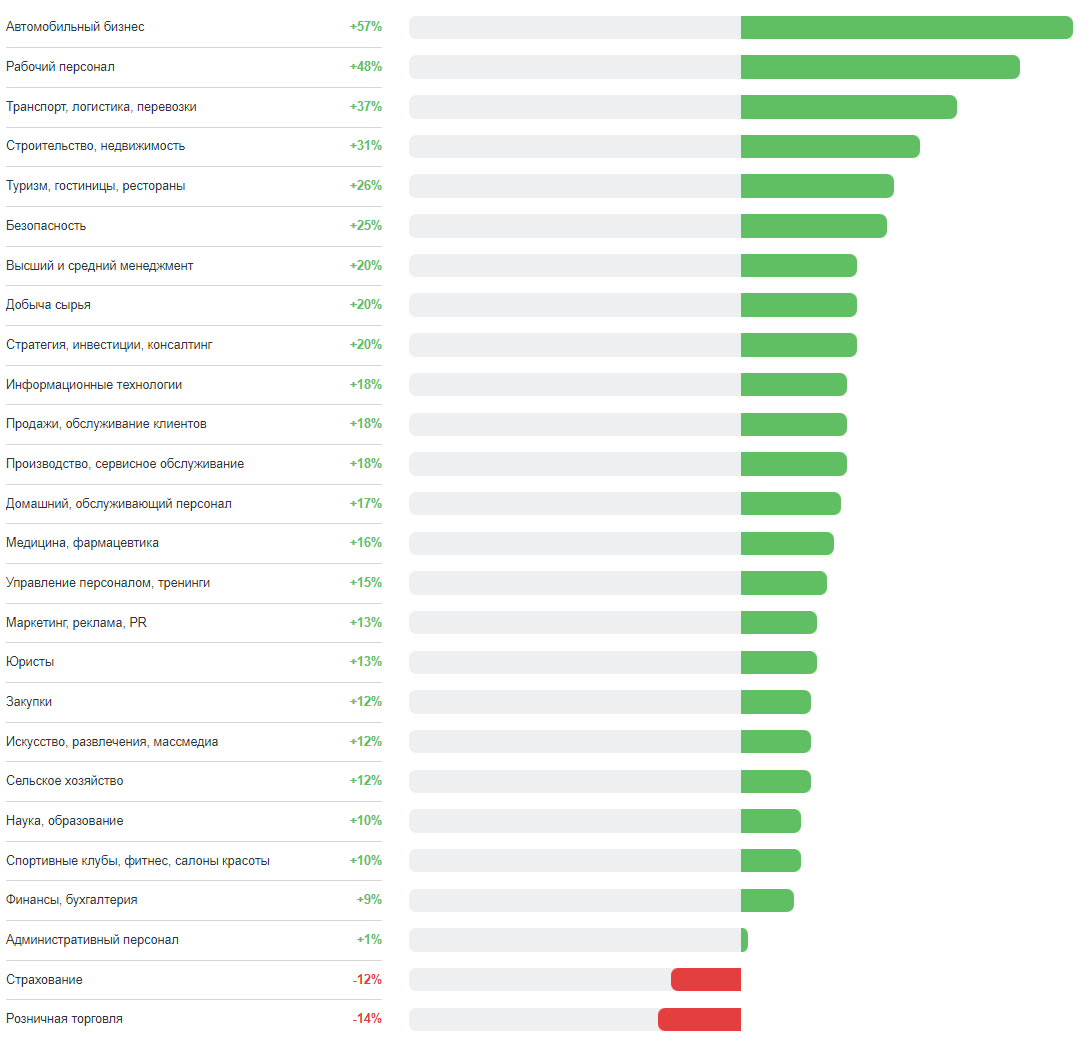 Автомобильный бизнес +57%
Рабочий персонал +48%
Транспорт, логистика, перевозки +37%
Строительство, недвижимость +31%
Туризм, гостиницы, рестораны +26%
Безопасность +25%
Высший и средний менеджмент +20%
Добыча сырья +20%
Стратегия, инвестиции, консалтинг +20%
Информационные технологии +18%
Продажи, обслуживание клиентов +18%
Производство, сервисное обслуживание +18%
Домашний, обслуживающий персонал +17%
Медицина, фармацевтика +16%
Управление персоналом, тренинги +15%
Маркетинг, реклама, PR +13%
Юристы +13%
Закупки +12%
Искусство, развлечения, массмедиа +12%
Сельское хозяйство +12%
Наука, образование +10%
Спортивные клубы, фитнес, салоны красоты +10%
Финансы, бухгалтерия +9%
Административный персонал +1%
Страхование -12%
Розничная торговля -14%